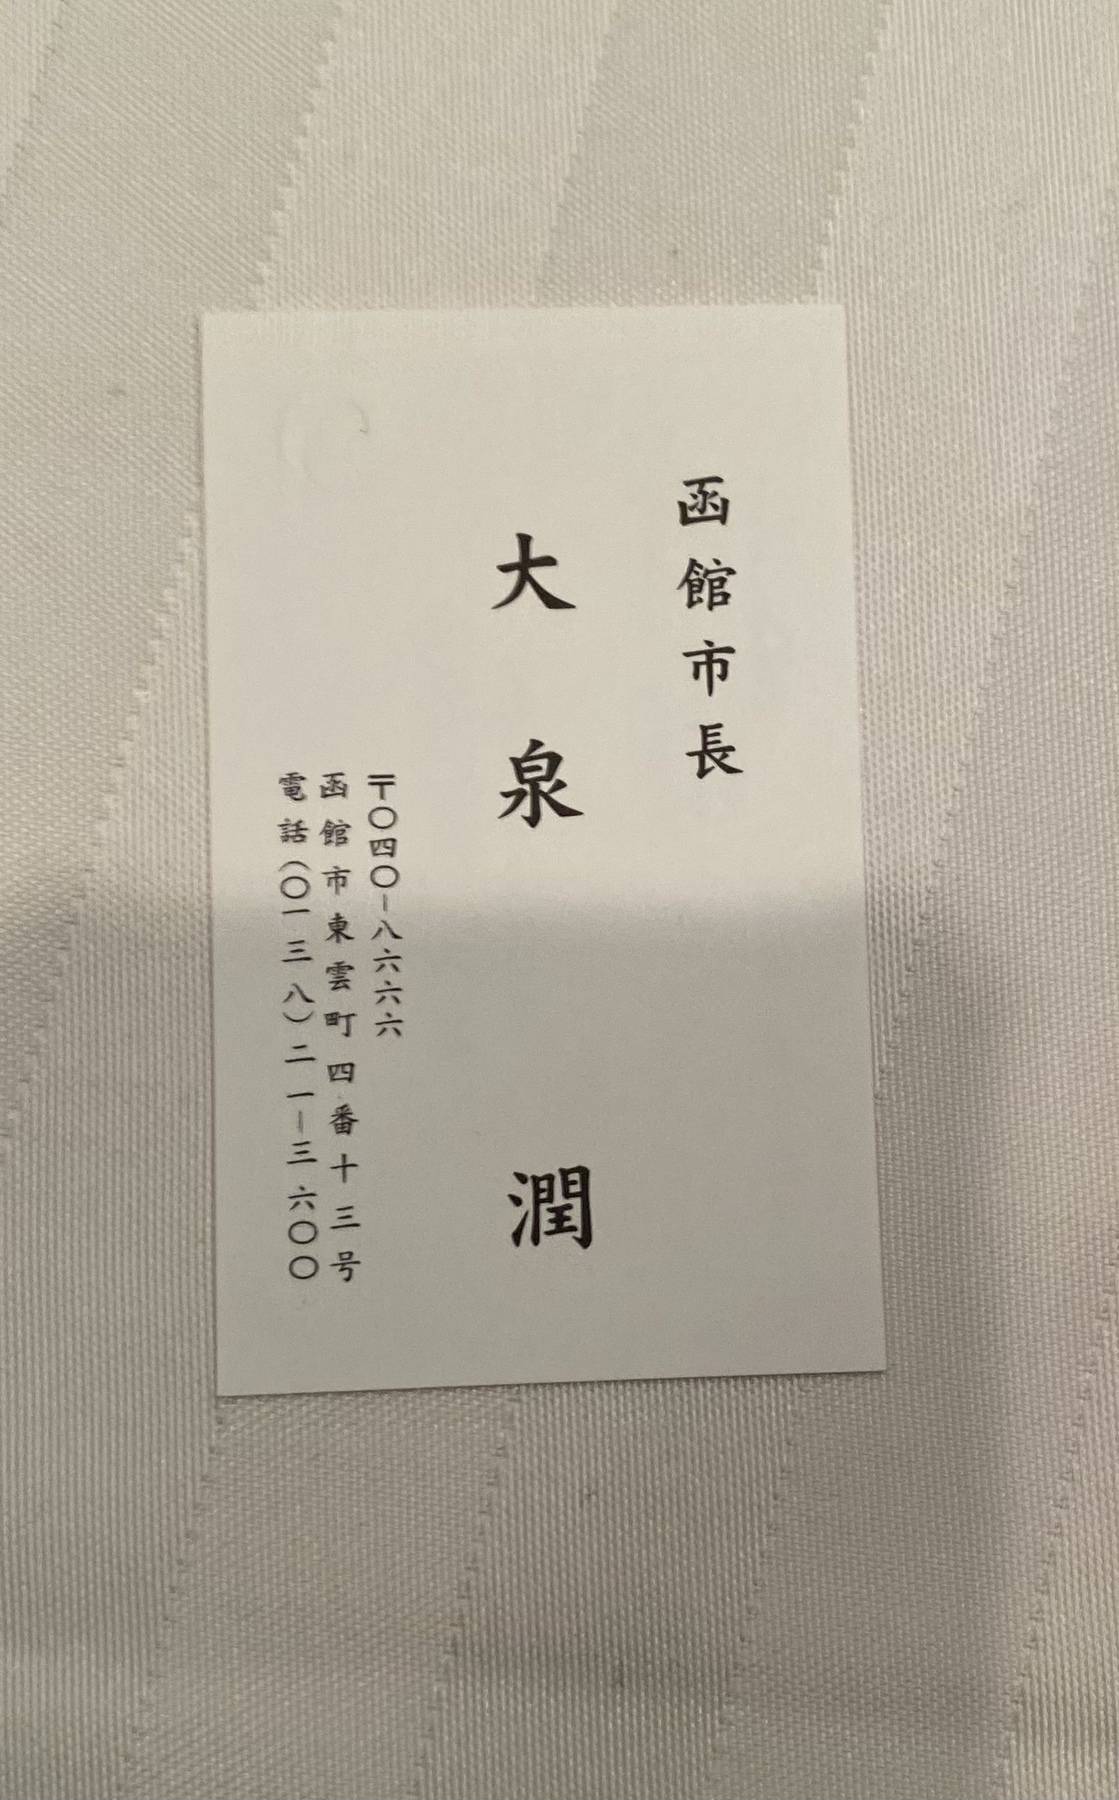 函館市長
大泉潤
〒〇四〇-八六六六
函館市東雲町四番十三号
電話(〇一三八)二一-三六〇〇